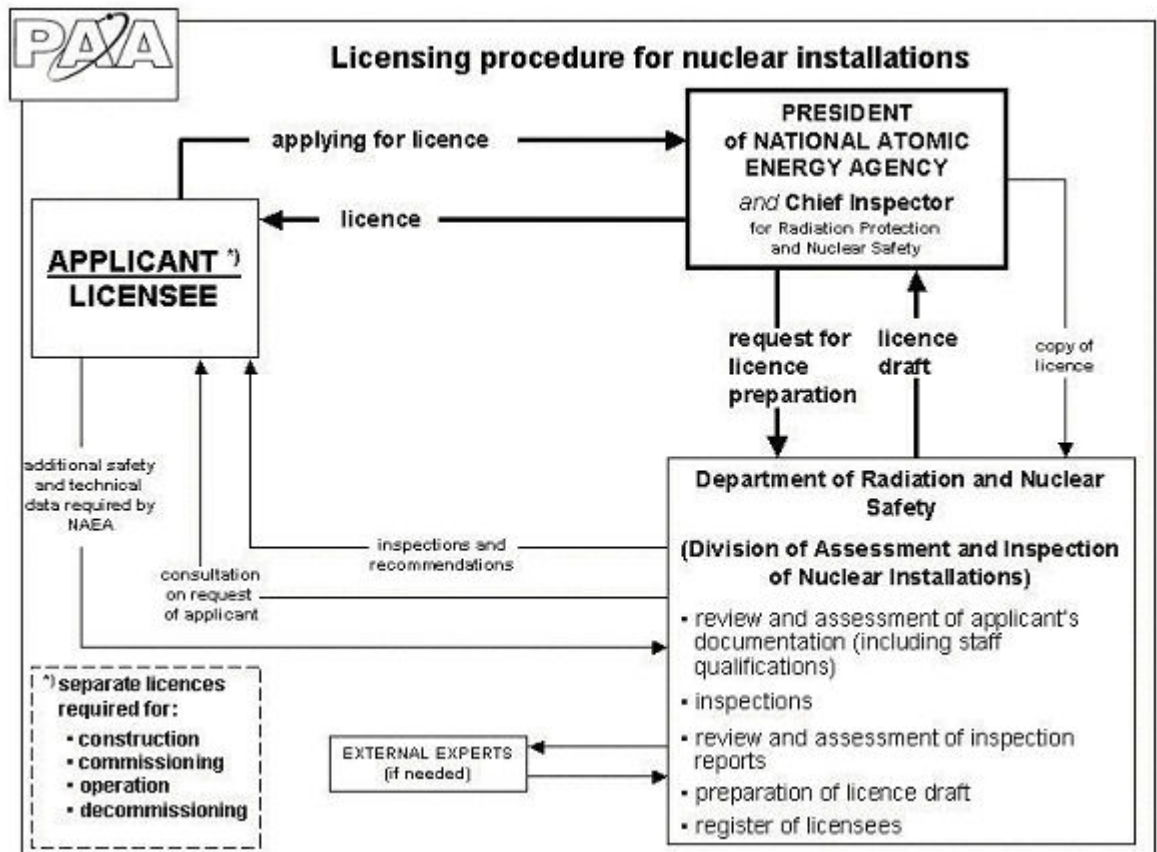 PAA
Licensing procedure for nuclear installations
PRESIDENT
of NATIONAL ATOMIC
ENERGY AGENCY
and Chief Inspector
for Radiation Protection
and Nuclear Safety
applying for licence
licence
APPLICANT *)
LICENSEE
request for
licence
preparation
licence
draft
copy of
licence
additional safety
and technical
data required by
NAEA
consultation
on request
of applicant
inspections and
recommendations
Department of Radiation and Nuclear
Safety
(Division of Assessment and Inspection
of Nuclear Installations)
▪ review and assessment of applicant's
documentation (including staff
qualifications)
▪ inspections
▪ review and assessment of inspection
reports
▪ preparation of licence draft
▪ register of licensees
EXTERNAL EXPERTS
(if needed)
*) separate licences
required for:
▪ construction
▪ commissioning
▪ operation
▪ decommissioning